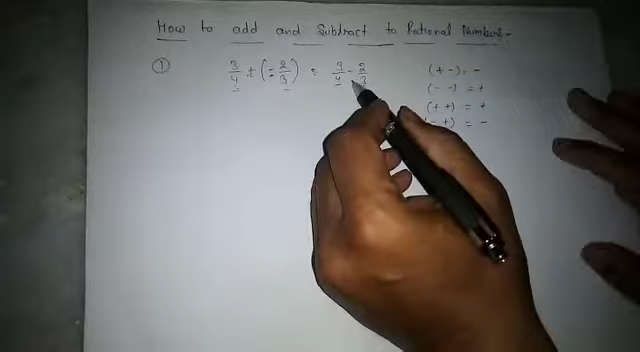 How to add and Subtract to Rational Numbers-
① 3/4 + (-2/3) = 3/4 - 2/3
(+ -) = -
(- -) = +
(+ +) = +
(- +) = -